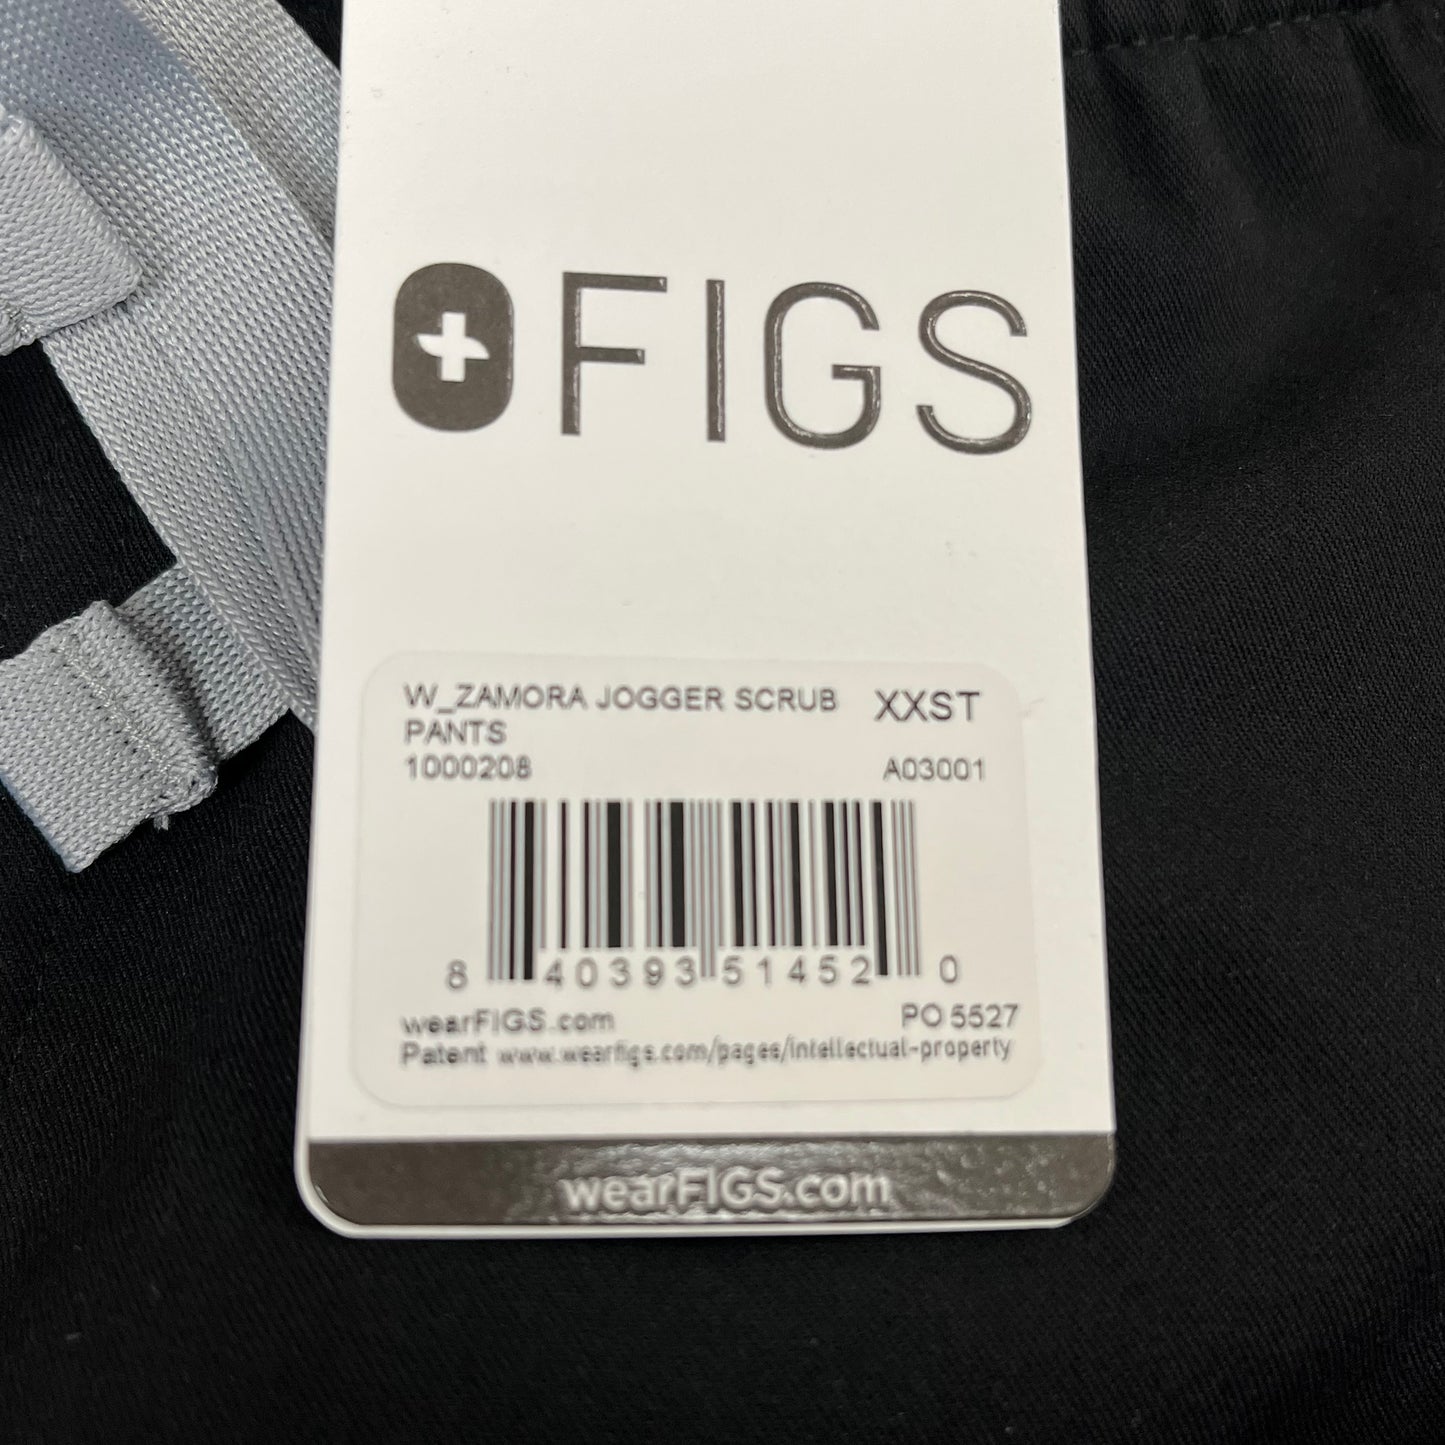 FIGS
W_ZAMORA JOGGER SCRUB XXST
PANTS
1000208 A03001
8 40393 51452 0
wearFIGS.com PO 5527
Patent www.wearfigs.com/pages/intellectual-property
wearFIGS.com